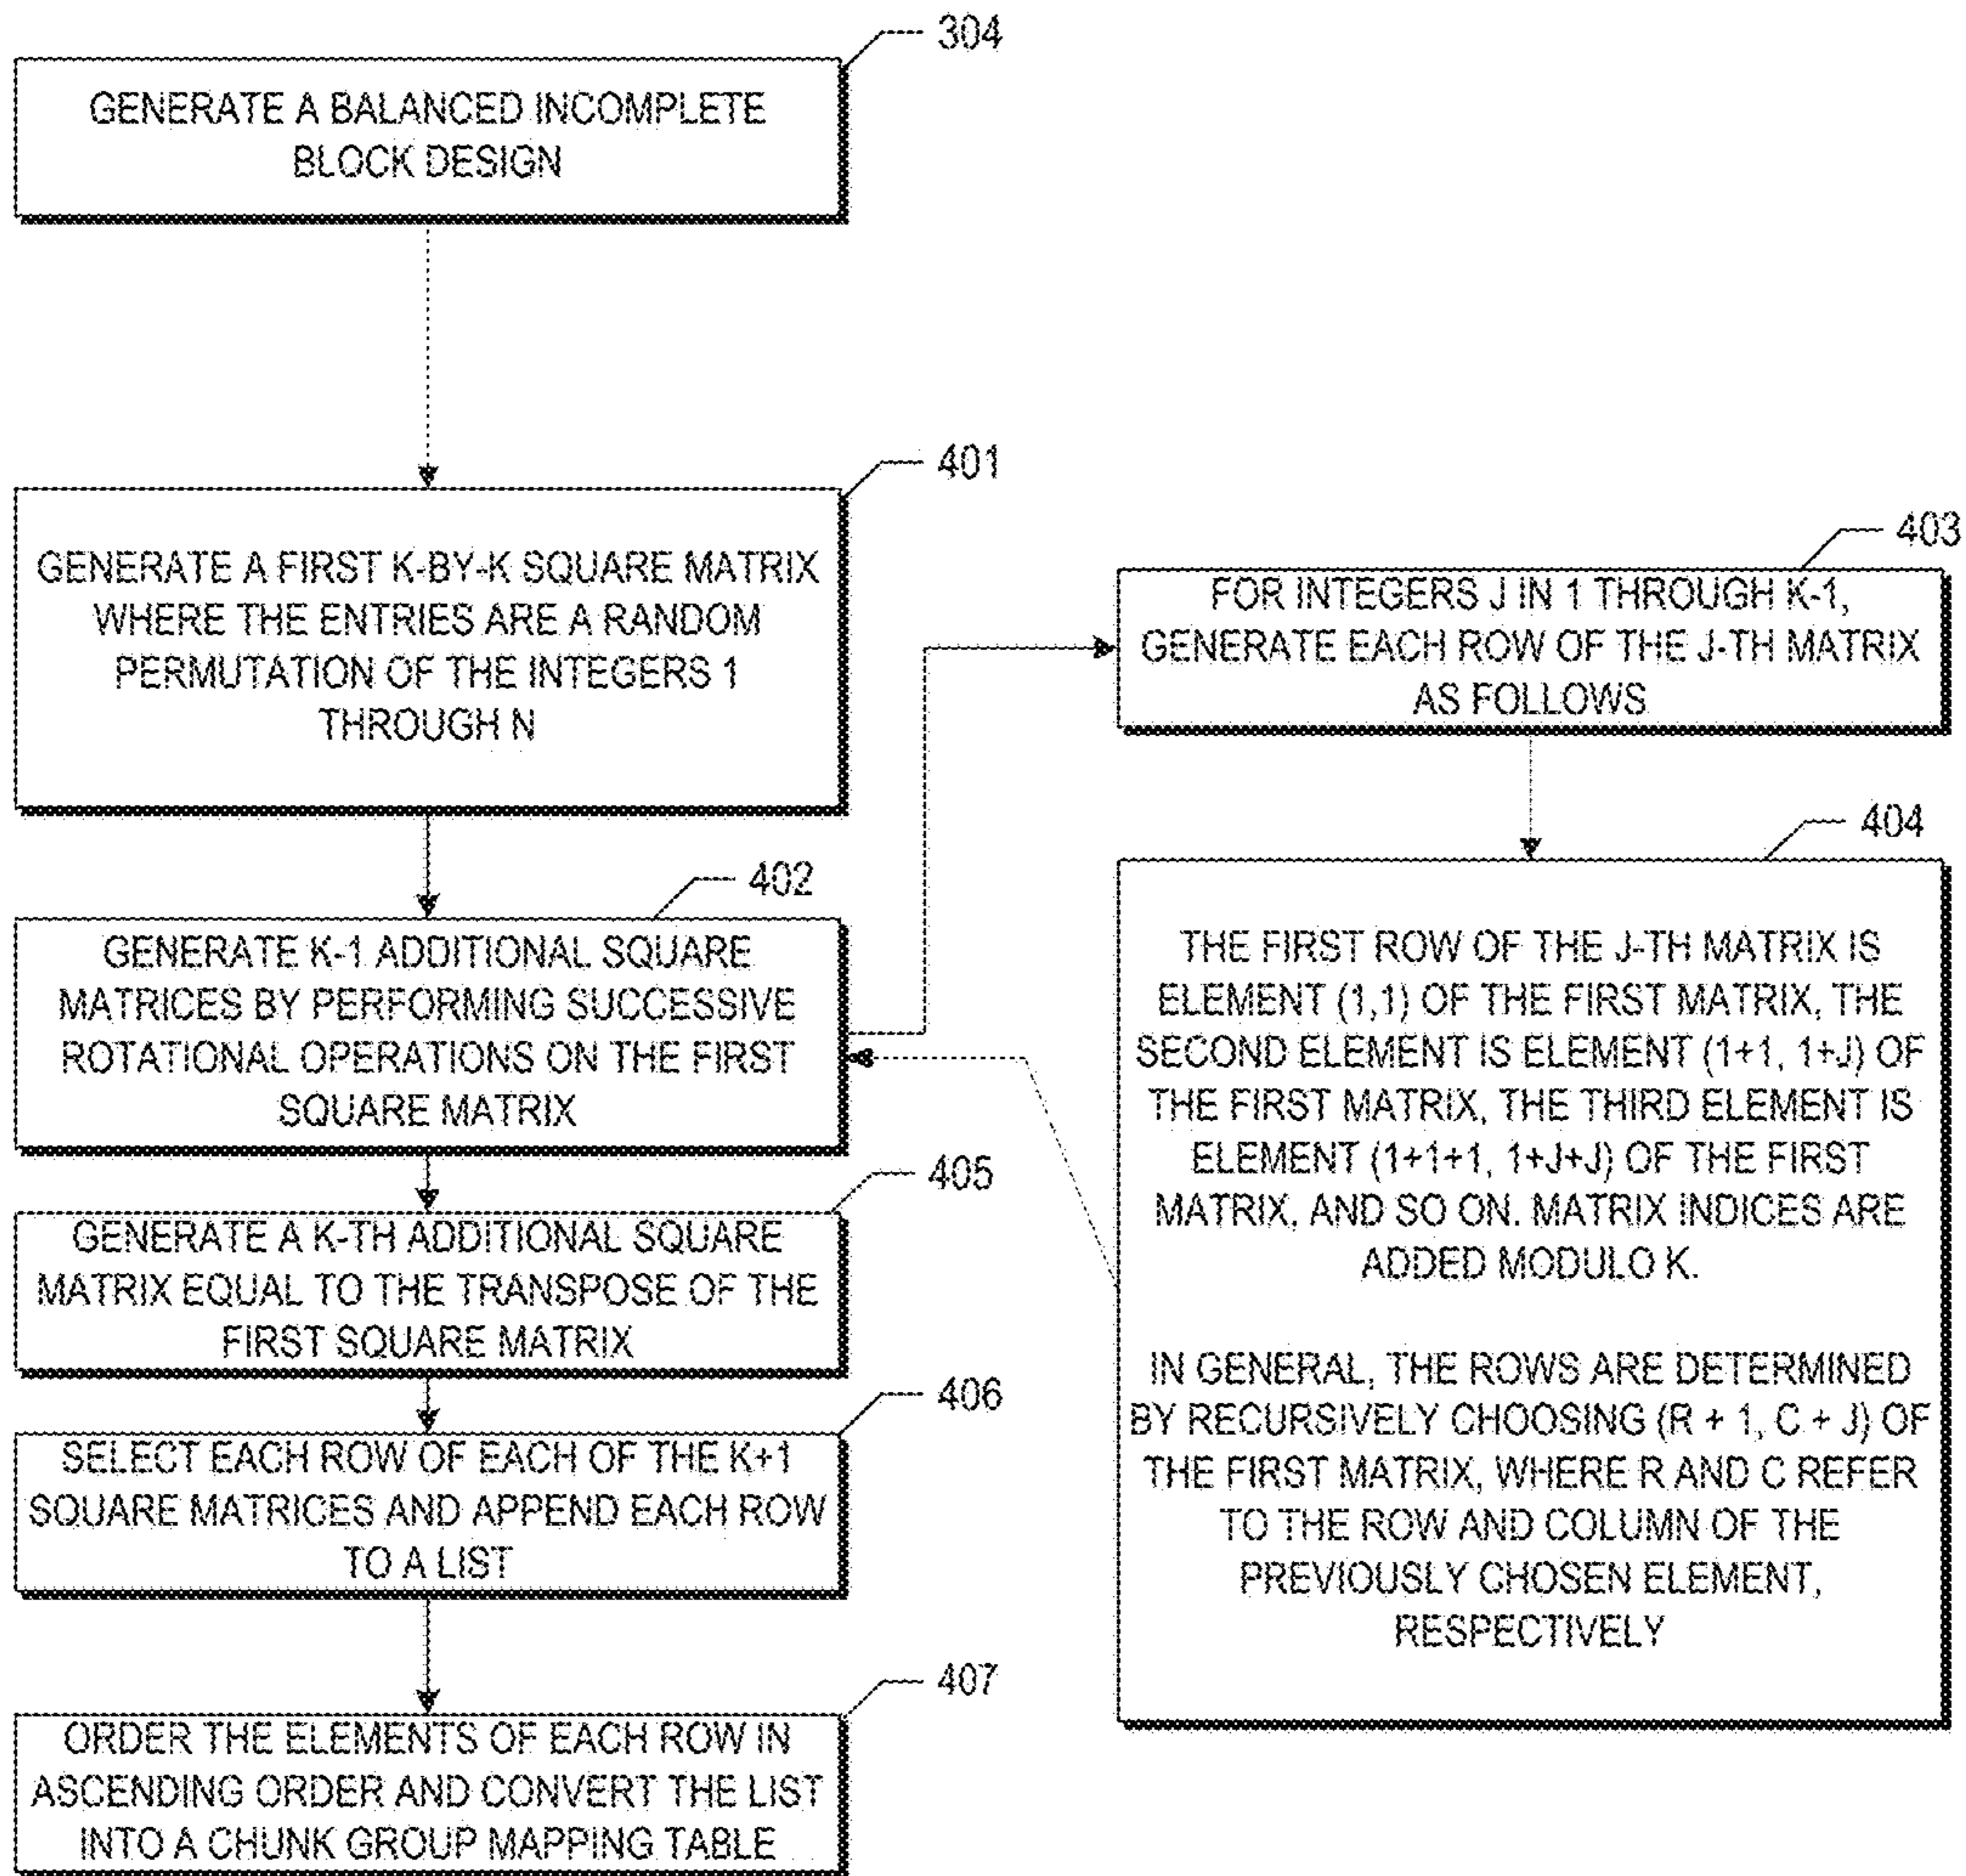 304
GENERATE A BALANCED INCOMPLETE
BLOCK DESIGN
401
GENERATE A FIRST K-BY-K SQUARE MATRIX
WHERE THE ENTRIES ARE A RANDOM
PERMUTATION OF THE INTEGERS 1
THROUGH N
402
GENERATE K-1 ADDITIONAL SQUARE
MATRICES BY PERFORMING SUCCESSIVE
ROTATIONAL OPERATIONS ON THE FIRST
SQUARE MATRIX
403
FOR INTEGERS J IN 1 THROUGH K-1,
GENERATE EACH ROW OF THE J-TH MATRIX
AS FOLLOWS
404
THE FIRST ROW OF THE J-TH MATRIX IS
ELEMENT (1,1) OF THE FIRST MATRIX, THE
SECOND ELEMENT IS ELEMENT (1+1, 1+J) OF
THE FIRST MATRIX, THE THIRD ELEMENT IS
ELEMENT (1+1+1, 1+J+J) OF THE FIRST
MATRIX, AND SO ON. MATRIX INDICES ARE
ADDED MODULO K.
IN GENERAL, THE ROWS ARE DETERMINED
BY RECURSIVELY CHOOSING (R + 1, C + J) OF
THE FIRST MATRIX, WHERE R AND C REFER
TO THE ROW AND COLUMN OF THE
PREVIOUSLY CHOSEN ELEMENT,
RESPECTIVELY
405
GENERATE A K-TH ADDITIONAL SQUARE
MATRIX EQUAL TO THE TRANSPOSE OF THE
FIRST SQUARE MATRIX
406
SELECT EACH ROW OF EACH OF THE K+1
SQUARE MATRICES AND APPEND EACH ROW
TO A LIST
407
ORDER THE ELEMENTS OF EACH ROW IN
ASCENDING ORDER AND CONVERT THE LIST
INTO A CHUNK GROUP MAPPING TABLE